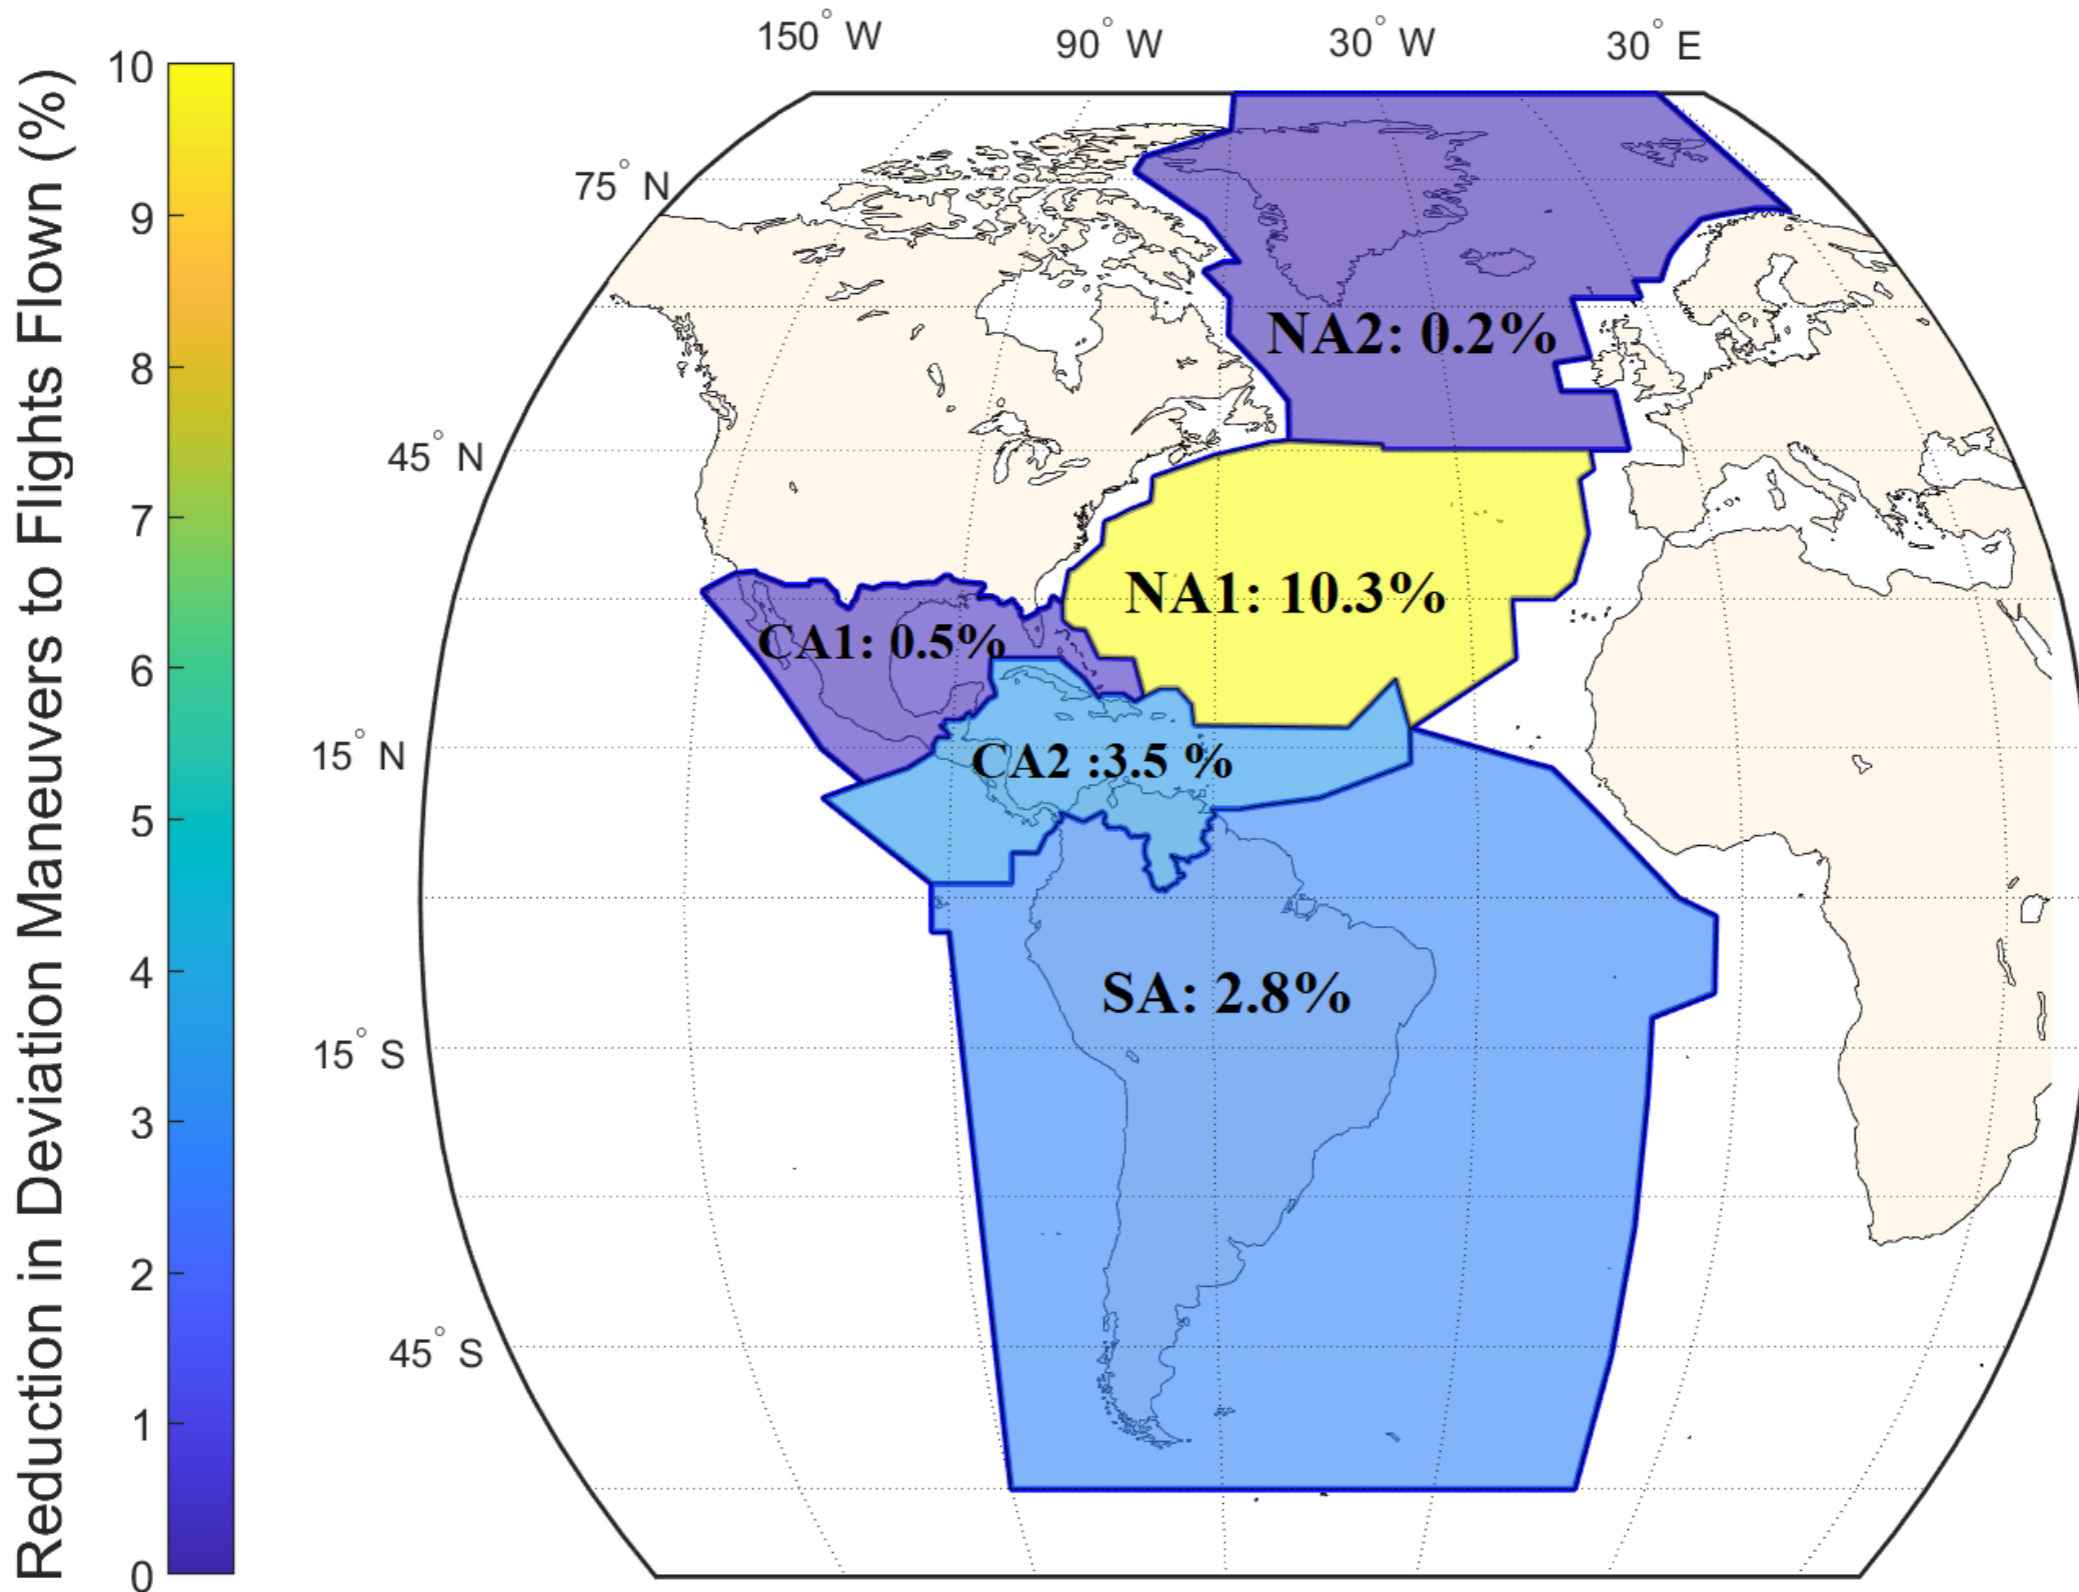 Reduction in Deviation Maneuvers to Flights Flown (%)
10
9
8
7
6
5
4
3
2
1
0
150° W
90° W
30° W
30° E
75° N
45° N
15° N
15° S
45° S
NA2: 0.2%
NA1: 10.3%
CA1: 0.5%
CA2 :3.5 %
SA: 2.8%